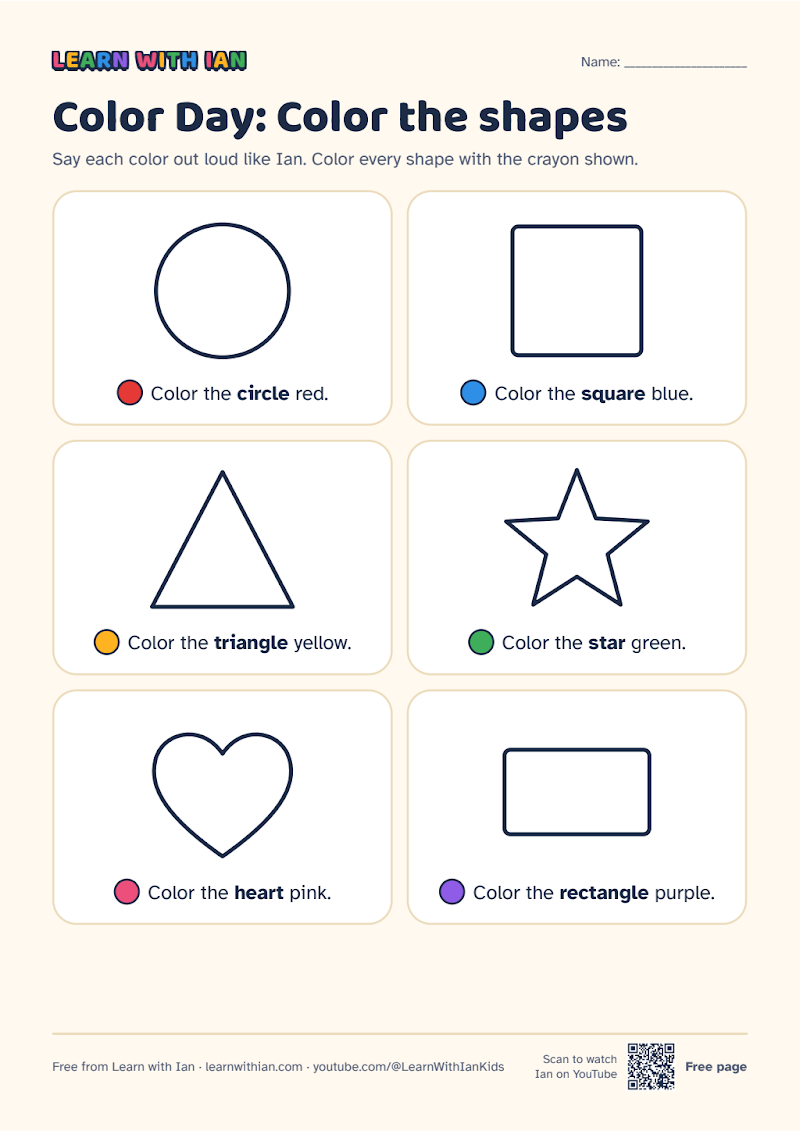 LEARN WITH IAN
Name: ____________________
Color Day: Color the shapes
Say each color out loud like Ian. Color every shape with the crayon shown.
Color the circle red.
Color the square blue.
Color the triangle yellow.
Color the star green.
Color the heart pink.
Color the rectangle purple.
Free from Learn with Ian · learnwithian.com · youtube.com/@LearnWithIanKids
Scan to watch
Ian on YouTube
Free page